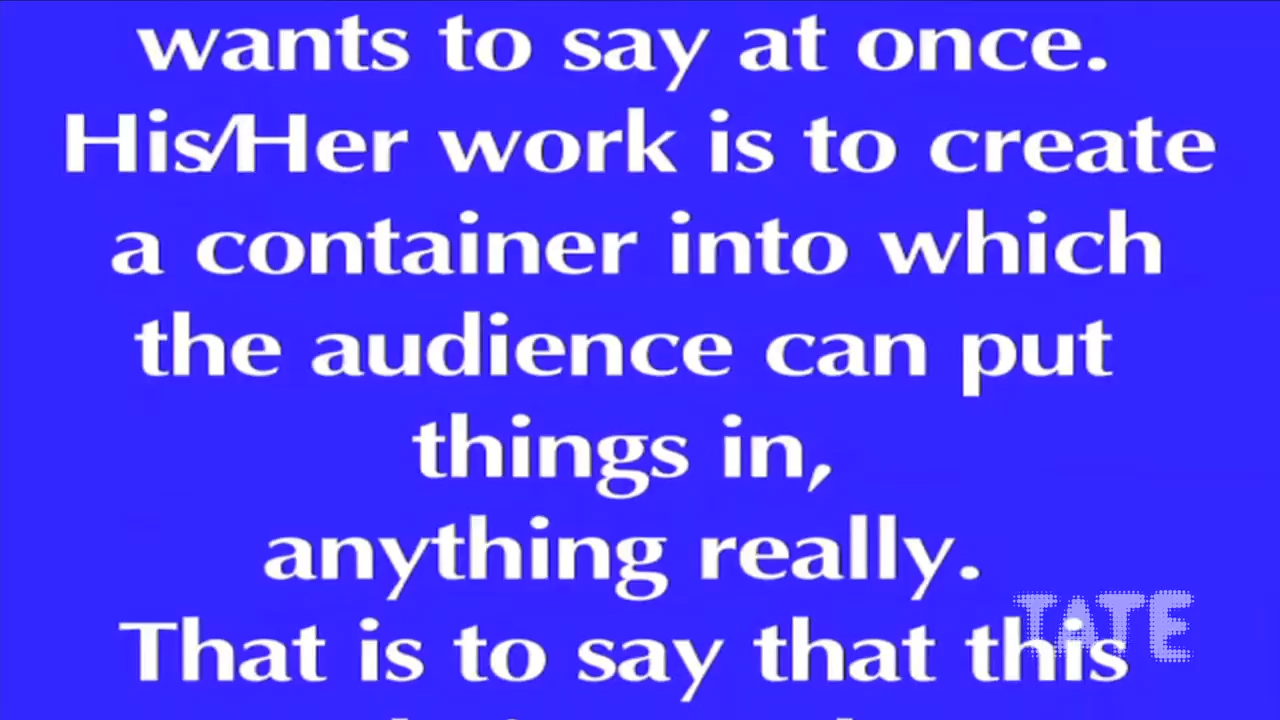 wants to say at once.
His/Her work is to create
a container into which
the audience can put
things in,
anything really.
That is to say that this
TATE